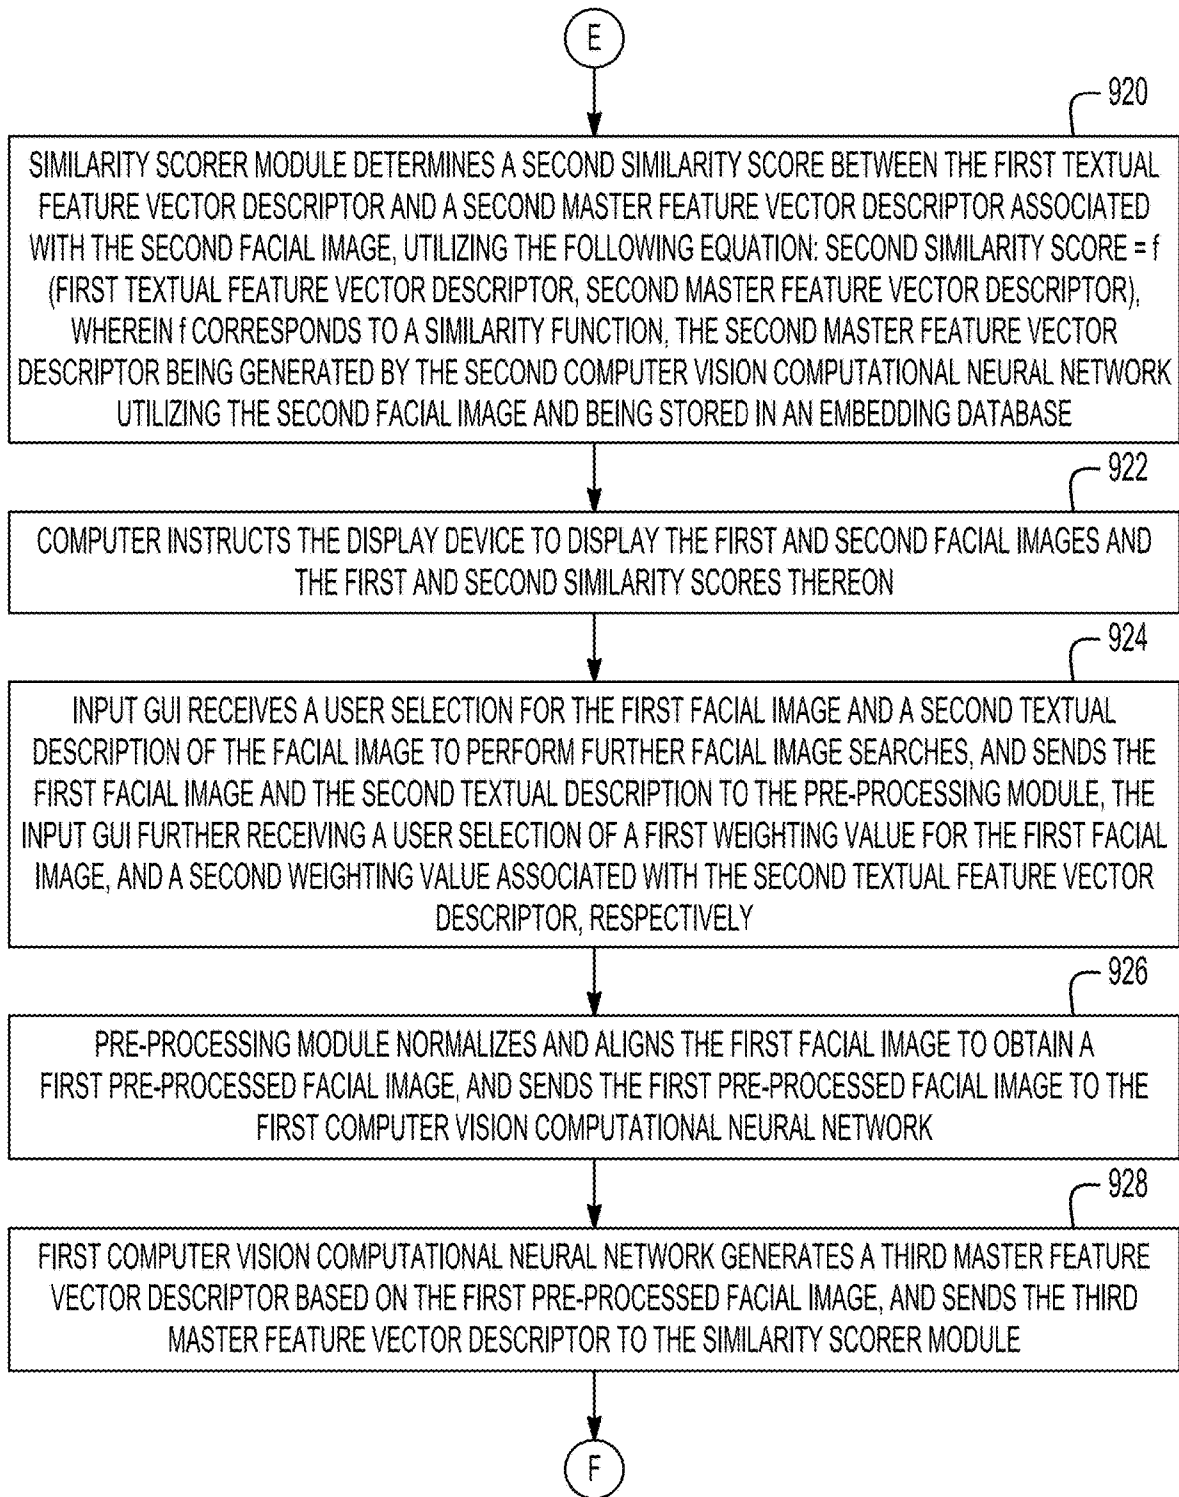 E
920
SIMILARITY SCORER MODULE DETERMINES A SECOND SIMILARITY SCORE BETWEEN THE FIRST TEXTUAL
FEATURE VECTOR DESCRIPTOR AND A SECOND MASTER FEATURE VECTOR DESCRIPTOR ASSOCIATED
WITH THE SECOND FACIAL IMAGE, UTILIZING THE FOLLOWING EQUATION: SECOND SIMILARITY SCORE = f
(FIRST TEXTUAL FEATURE VECTOR DESCRIPTOR, SECOND MASTER FEATURE VECTOR DESCRIPTOR),
WHEREIN f CORRESPONDS TO A SIMILARITY FUNCTION, THE SECOND MASTER FEATURE VECTOR
DESCRIPTOR BEING GENERATED BY THE SECOND COMPUTER VISION COMPUTATIONAL NEURAL NETWORK
UTILIZING THE SECOND FACIAL IMAGE AND BEING STORED IN AN EMBEDDING DATABASE
922
COMPUTER INSTRUCTS THE DISPLAY DEVICE TO DISPLAY THE FIRST AND SECOND FACIAL IMAGES AND
THE FIRST AND SECOND SIMILARITY SCORES THEREON
924
INPUT GUI RECEIVES A USER SELECTION FOR THE FIRST FACIAL IMAGE AND A SECOND TEXTUAL
DESCRIPTION OF THE FACIAL IMAGE TO PERFORM FURTHER FACIAL IMAGE SEARCHES, AND SENDS THE
FIRST FACIAL IMAGE AND THE SECOND TEXTUAL DESCRIPTION TO THE PRE-PROCESSING MODULE, THE
INPUT GUI FURTHER RECEIVING A USER SELECTION OF A FIRST WEIGHTING VALUE FOR THE FIRST FACIAL
IMAGE, AND A SECOND WEIGHTING VALUE ASSOCIATED WITH THE SECOND TEXTUAL FEATURE VECTOR
DESCRIPTOR, RESPECTIVELY
926
PRE-PROCESSING MODULE NORMALIZES AND ALIGNS THE FIRST FACIAL IMAGE TO OBTAIN A
FIRST PRE-PROCESSED FACIAL IMAGE, AND SENDS THE FIRST PRE-PROCESSED FACIAL IMAGE TO THE
FIRST COMPUTER VISION COMPUTATIONAL NEURAL NETWORK
928
FIRST COMPUTER VISION COMPUTATIONAL NEURAL NETWORK GENERATES A THIRD MASTER FEATURE
VECTOR DESCRIPTOR BASED ON THE FIRST PRE-PROCESSED FACIAL IMAGE, AND SENDS THE THIRD
MASTER FEATURE VECTOR DESCRIPTOR TO THE SIMILARITY SCORER MODULE
F